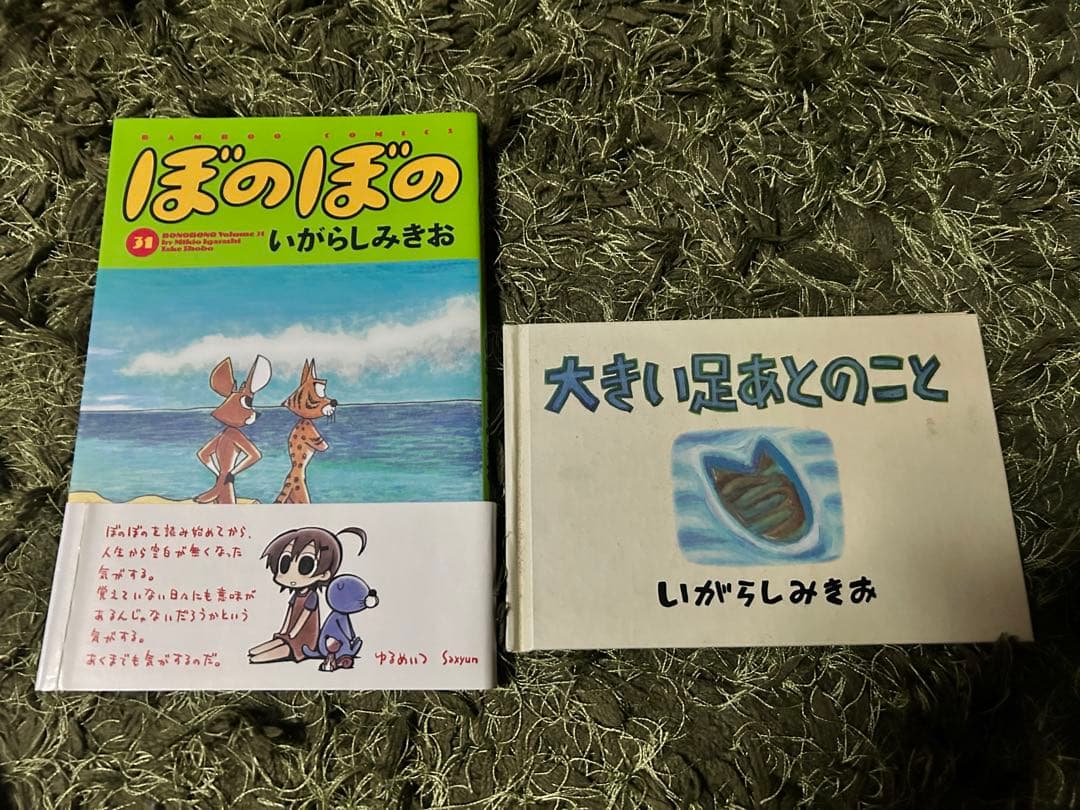 BAMBOO COMICS
ぼのぼの
31
BONOBONO Volume 31
by Mikio Igarashi
Take Shobo
いがらしみきお
ぼのぼのを読み始めてから、
人生から空白が無くなった
気がする。
覚えていない日々にも意味が
あるんじゃないだろうかという
気がする。
あくまでも気がするのだ。
ゆるめいつ saxyun
大きい足あとのこと
いがらしみきお